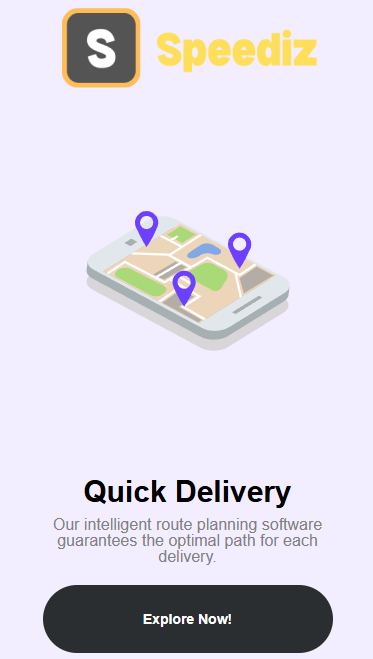 S Speediz
Quick Delivery
Our intelligent route planning software
guarantees the optimal path for each
delivery.
Explore Now!